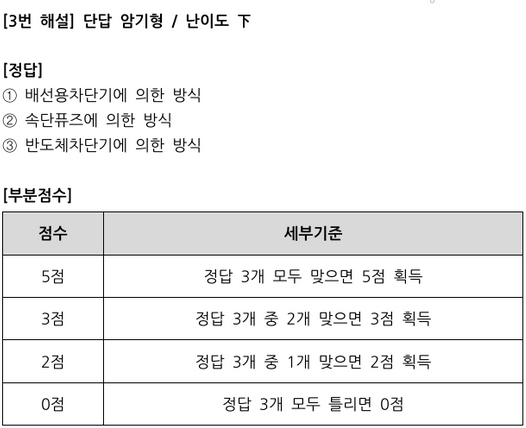 [3번 해설] 단답 암기형 / 난이도 下
[정답]
① 배선용차단기에 의한 방식
② 속단퓨즈에 의한 방식
③ 반도체차단기에 의한 방식
[부분점수]
점수 세부기준
5점 정답 3개 모두 맞으면 5점 획득
3점 정답 3개 중 2개 맞으면 3점 획득
2점 정답 3개 중 1개 맞으면 2점 획득
0점 정답 3개 모두 틀리면 0점